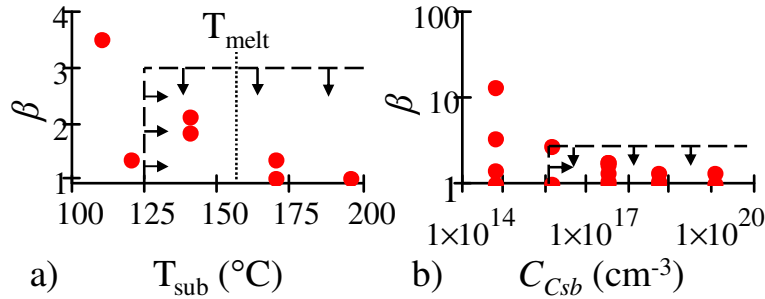 4
3
2
1
β
T_melt
100 125 150 175 200
a) T_sub (°C)
100
10
1
β
1×10^14 1×10^17 1×10^20
b) C_Csb (cm^-3)